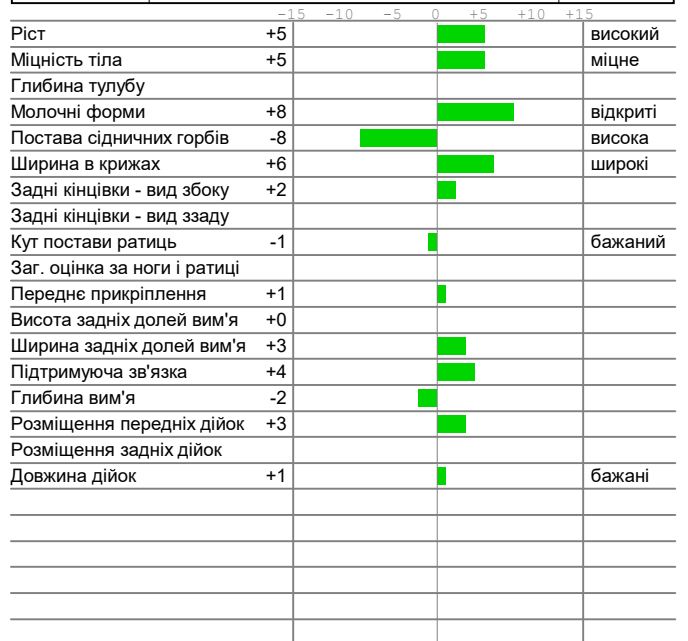 -15 -10 -5 0 +5 +10 +15
Ріст +5 високий
Міцність тіла +5 міцне
Глибина тулубу
Молочні форми +8 відкриті
Постава сідничних горбів -8 висока
Ширина в крижах +6 широкі
Задні кінцівки - вид збоку +2
Задні кінцівки - вид ззаду
Кут постави ратиць -1 бажаний
Заг. оцінка за ноги і ратиці
Переднє прикріплення +1
Висота задніх долей вим'я +0
Ширина задніх долей вим'я +3
Підтримуюча зв'язка +4
Глибина вим'я -2
Розміщення передніх дійок +3
Розміщення задніх дійок
Довжина дійок +1 бажані